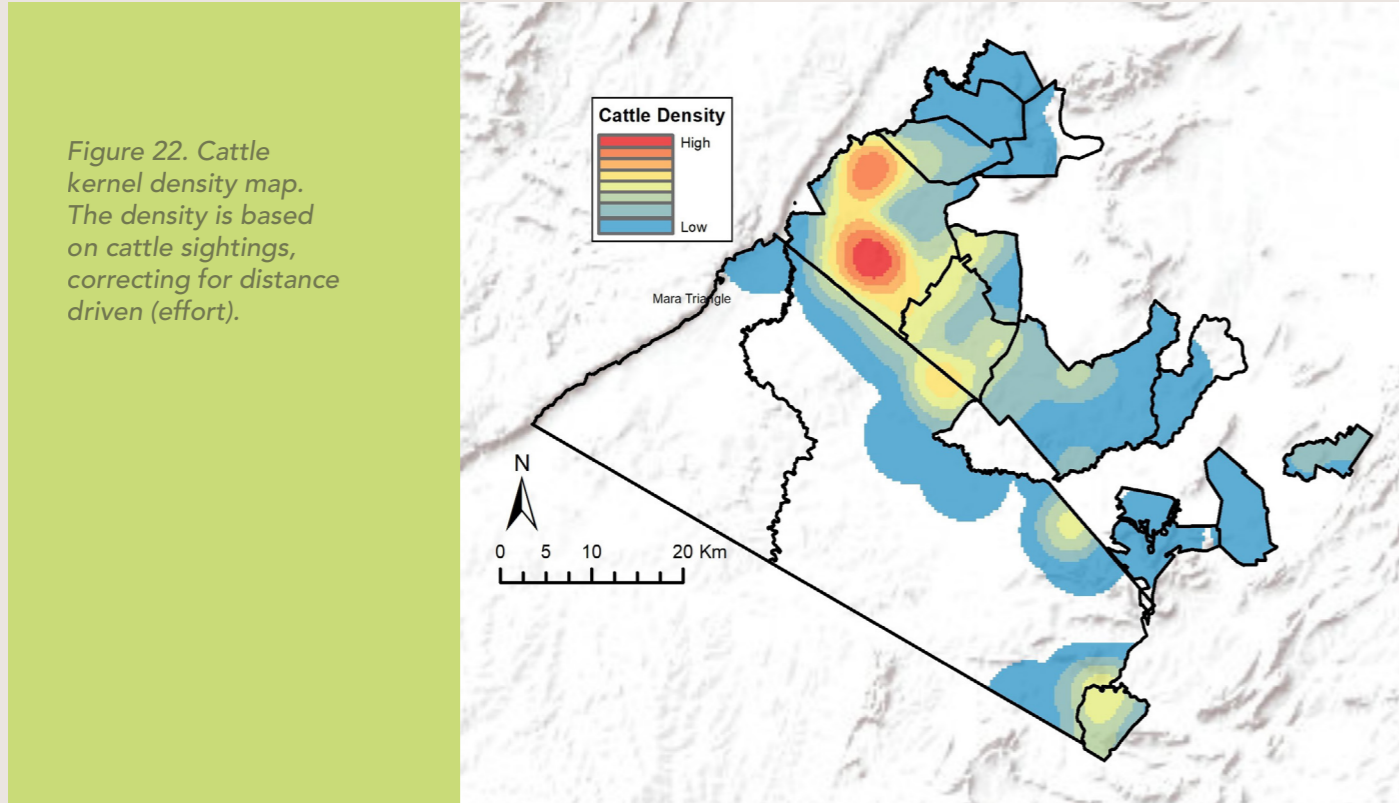 Figure 22. Cattle
kernel density map.
The density is based
on cattle sightings,
correcting for distance
driven (effort).
Cattle Density
High
Low
Mara Triangle
N
0 5 10 20 Km